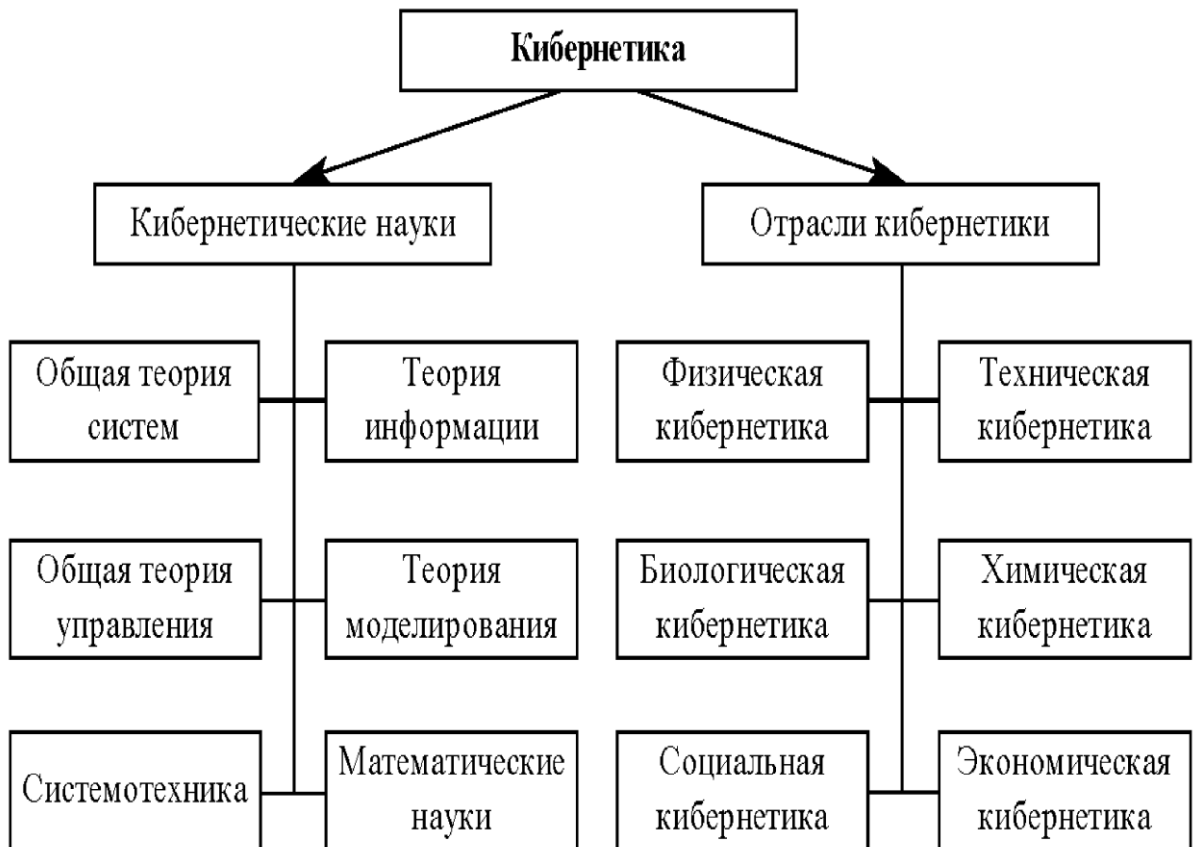 Кибернетика
Кибернетические науки
Отрасли кибернетики
Общая теория
систем
Теория
информации
Физическая
кибернетика
Техническая
кибернетика
Общая теория
управления
Теория
моделирования
Биологическая
кибернетика
Химическая
кибернетика
Системотехника
Математические
науки
Социальная
кибернетика
Экономическая
кибернетика